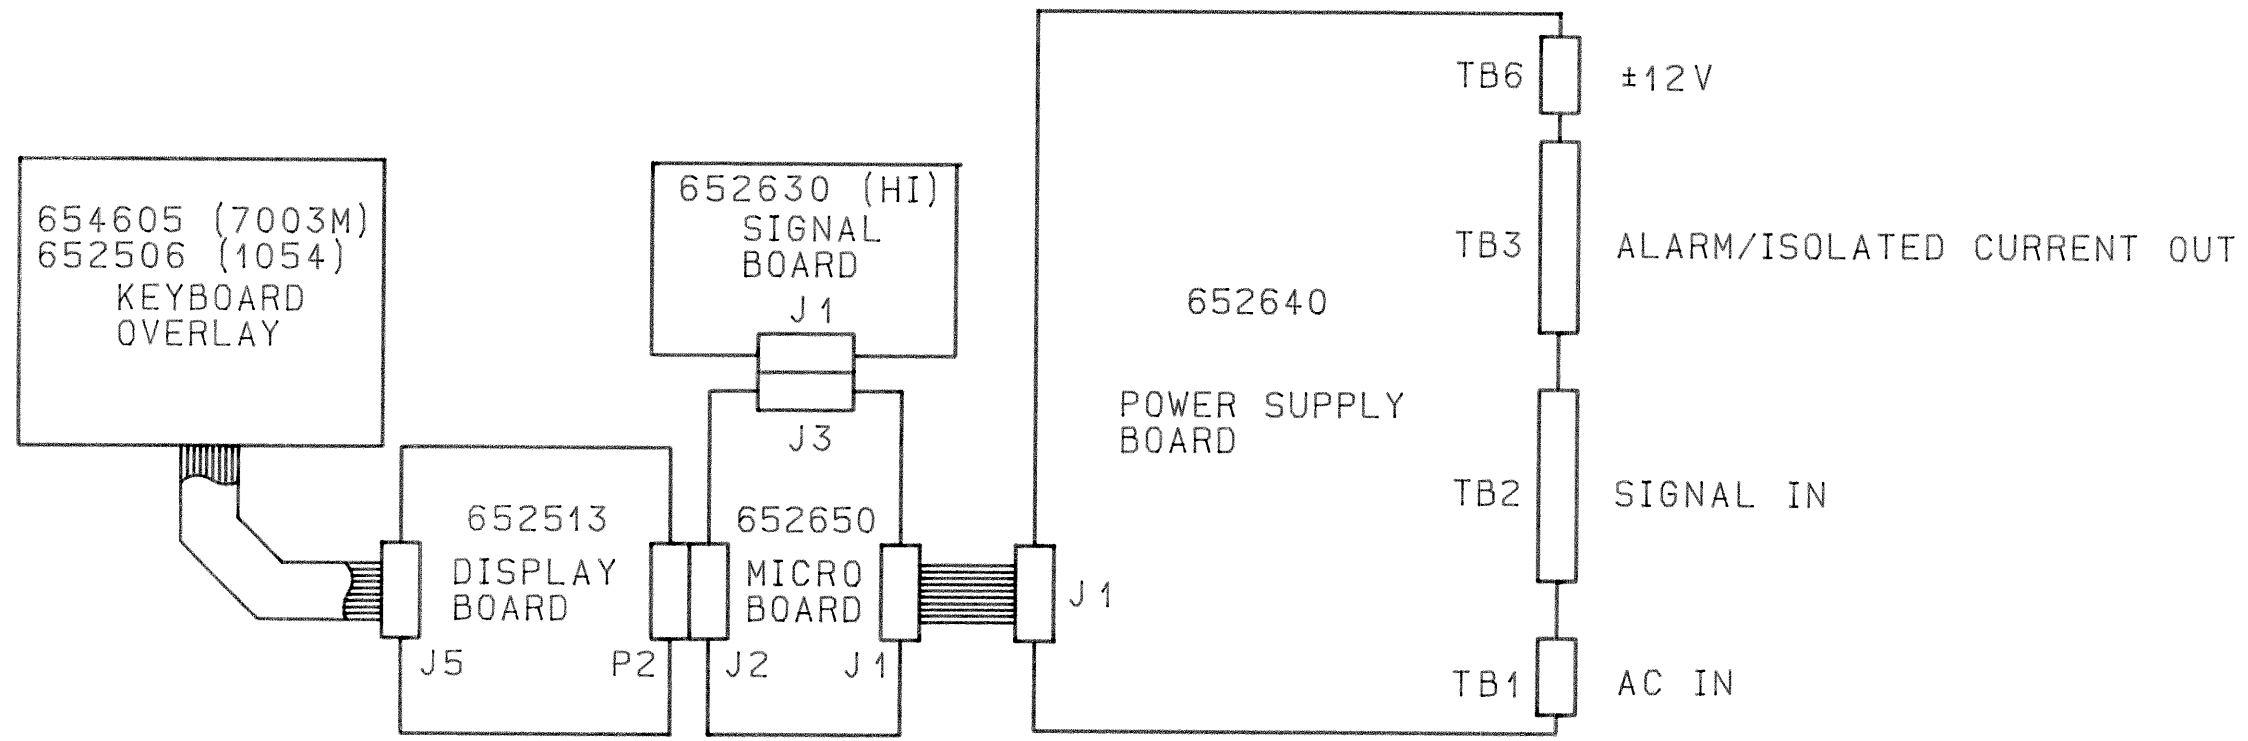 654605 (7003M)
652506 (1054)
KEYBOARD
OVERLAY
652513
DISPLAY
BOARD
J5
P2
652630 (HI)
SIGNAL
BOARD
J1
J3
652650
MICRO
BOARD
J2
J1
J1
652640
POWER SUPPLY
BOARD
TB6
±12V
TB3
ALARM/ISOLATED CURRENT OUT
TB2
SIGNAL IN
TB1
AC IN